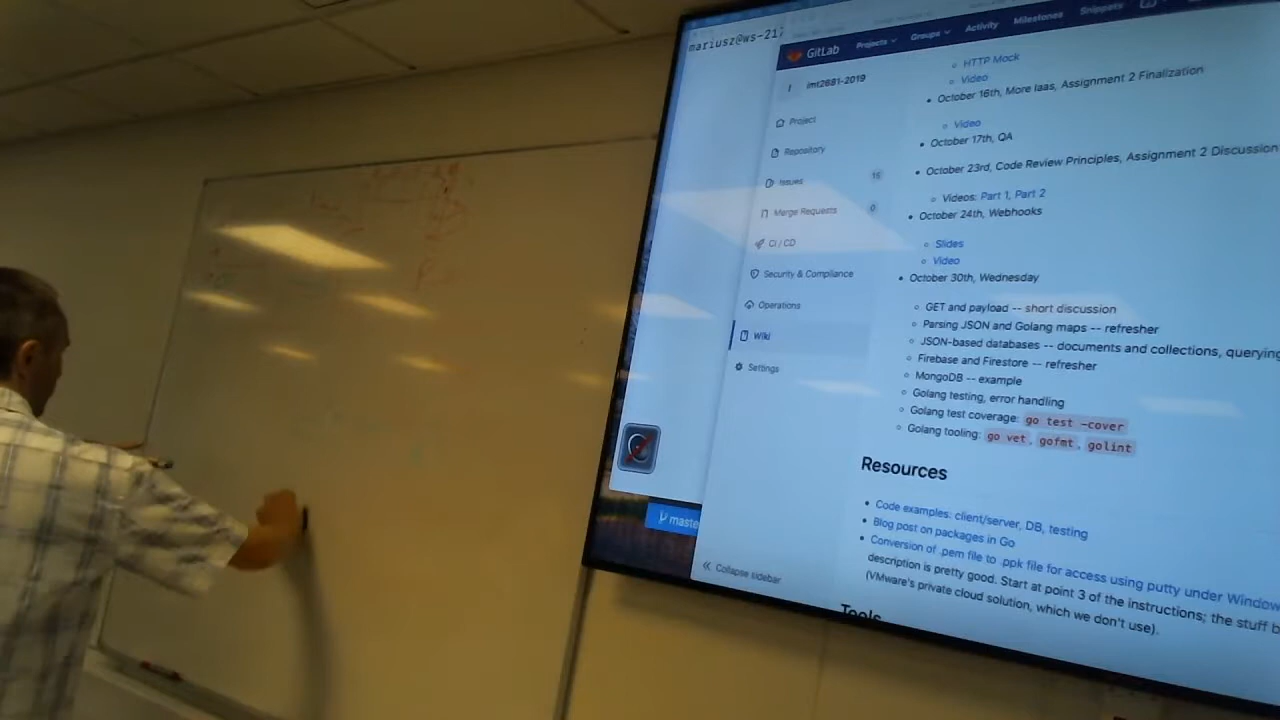 mariusz@ws-21
GitLab
Projects
Groups
Activity
Milestones
Snippets
I
imt2681-2019
Project
Repository
Issues
15
Merge Requests
0
CI / CD
Security & Compliance
Operations
Wiki
Settings
Collapse sidebar
HTTP Mock
Video
October 16th, More Iaas, Assignment 2 Finalization
Video
October 17th, QA
October 23rd, Code Review Principles, Assignment 2 Discussion
Videos: Part 1, Part 2
October 24th, Webhooks
Slides
Video
October 30th, Wednesday
GET and payload -- short discussion
Parsing JSON and Golang maps -- refresher
JSON-based databases -- documents and collections, querying
Firebase and Firestore -- refresher
MongoDB -- example
Golang testing, error handling
Golang test coverage: go test -cover
Golang tooling: go vet, gofmt, golint
Resources
Code examples: client/server, DB, testing
Blog post on packages in Go
Conversion of .pem file to .ppk file for access using putty under Window
description is pretty good. Start at point 3 of the instructions; the stuff b
(VMware's private cloud solution, which we don't use).
Tools
maste